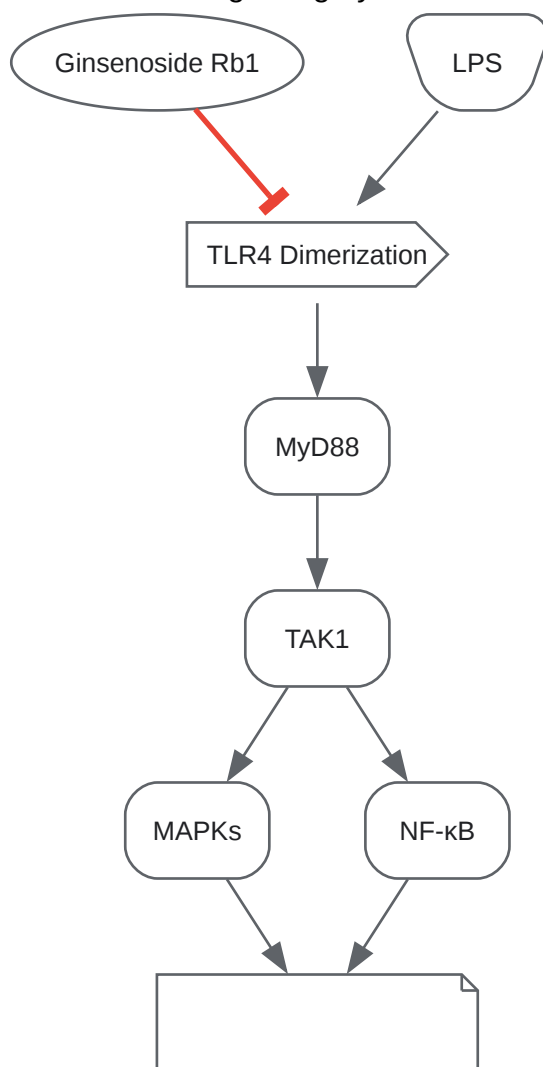 Ginsenoside Rb1
LPS
TLR4 Dimerization
MyD88
TAK1
MAPKs
NF-κB